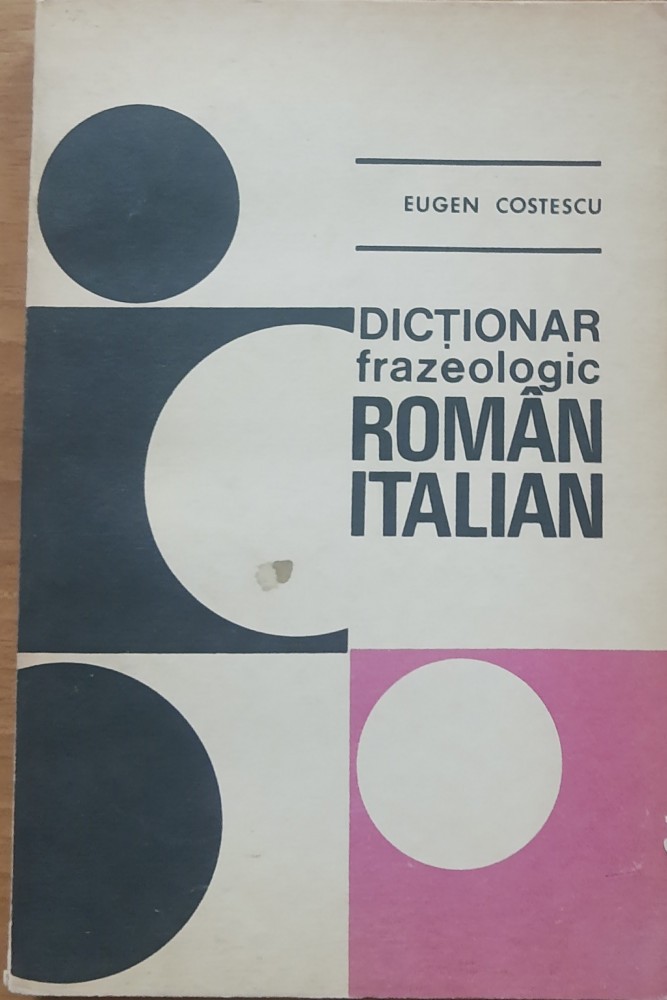 EUGEN COSTESCU
DICȚIONAR
frazeologic
ROMÂN
ITALIAN